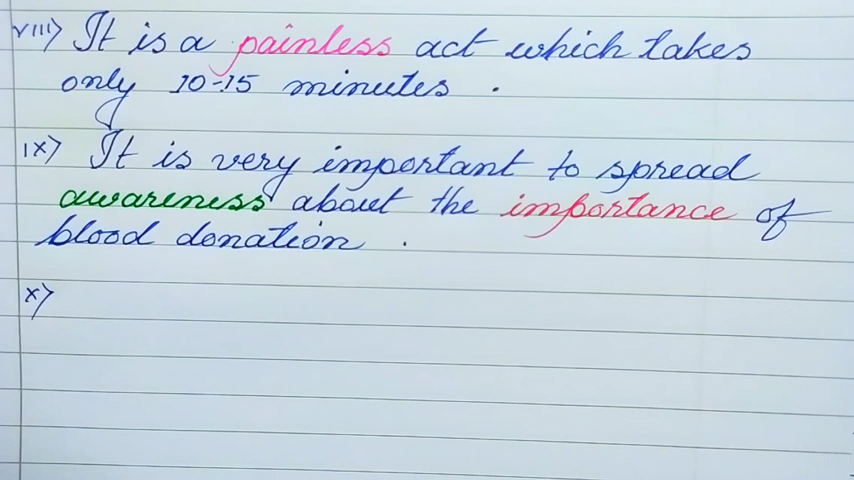 viii) It is a painless act which takes
only 10-15 minutes .
ix) It is very important to spread
awareness about the importance of
blood donation .
x)